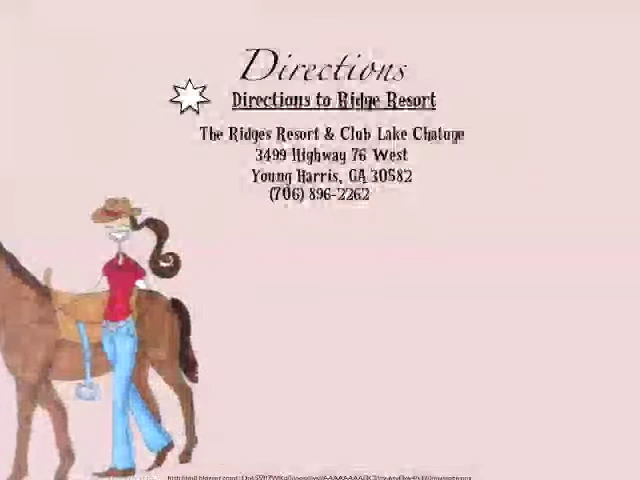 Directions
Directions to Ridge Resort
The Ridges Resort & Club Lake Chatuge
3499 Highway 76 West
Young Harris, GA 30582
(706) 896-2262